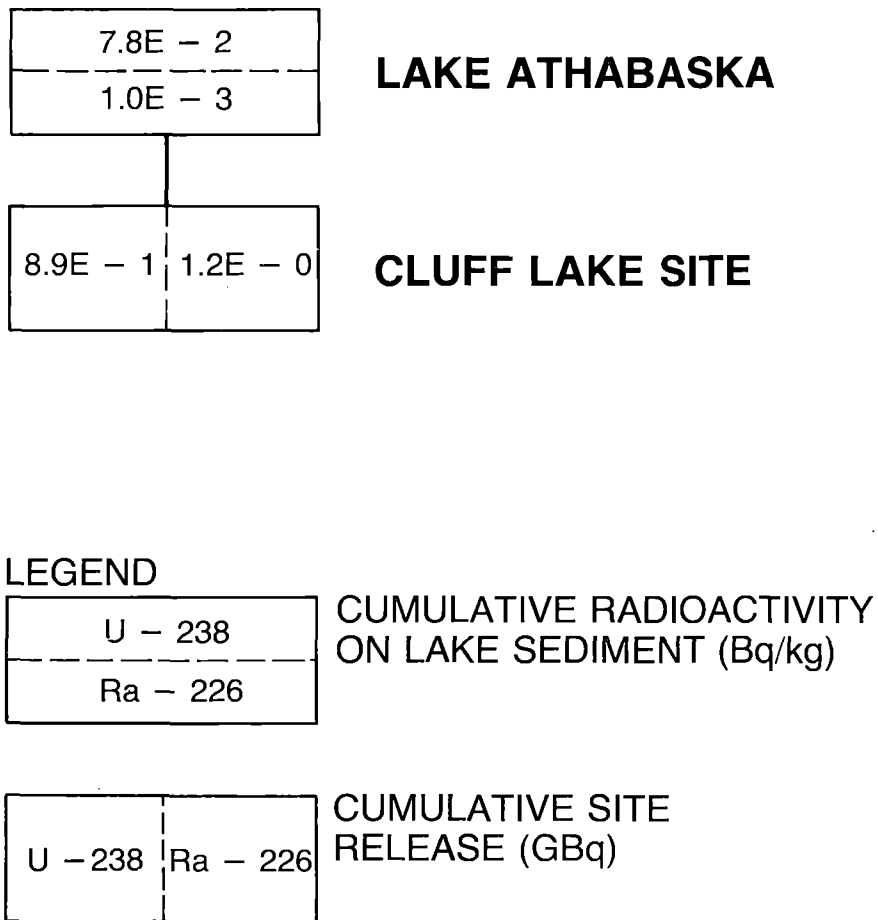 7.8E – 2
1.0E – 3
LAKE ATHABASKA
8.9E – 1
1.2E – 0
CLUFF LAKE SITE
LEGEND
U – 238
Ra – 226
CUMULATIVE RADIOACTIVITY
ON LAKE SEDIMENT (Bq/kg)
U –238
Ra – 226
CUMULATIVE SITE
RELEASE (GBq)